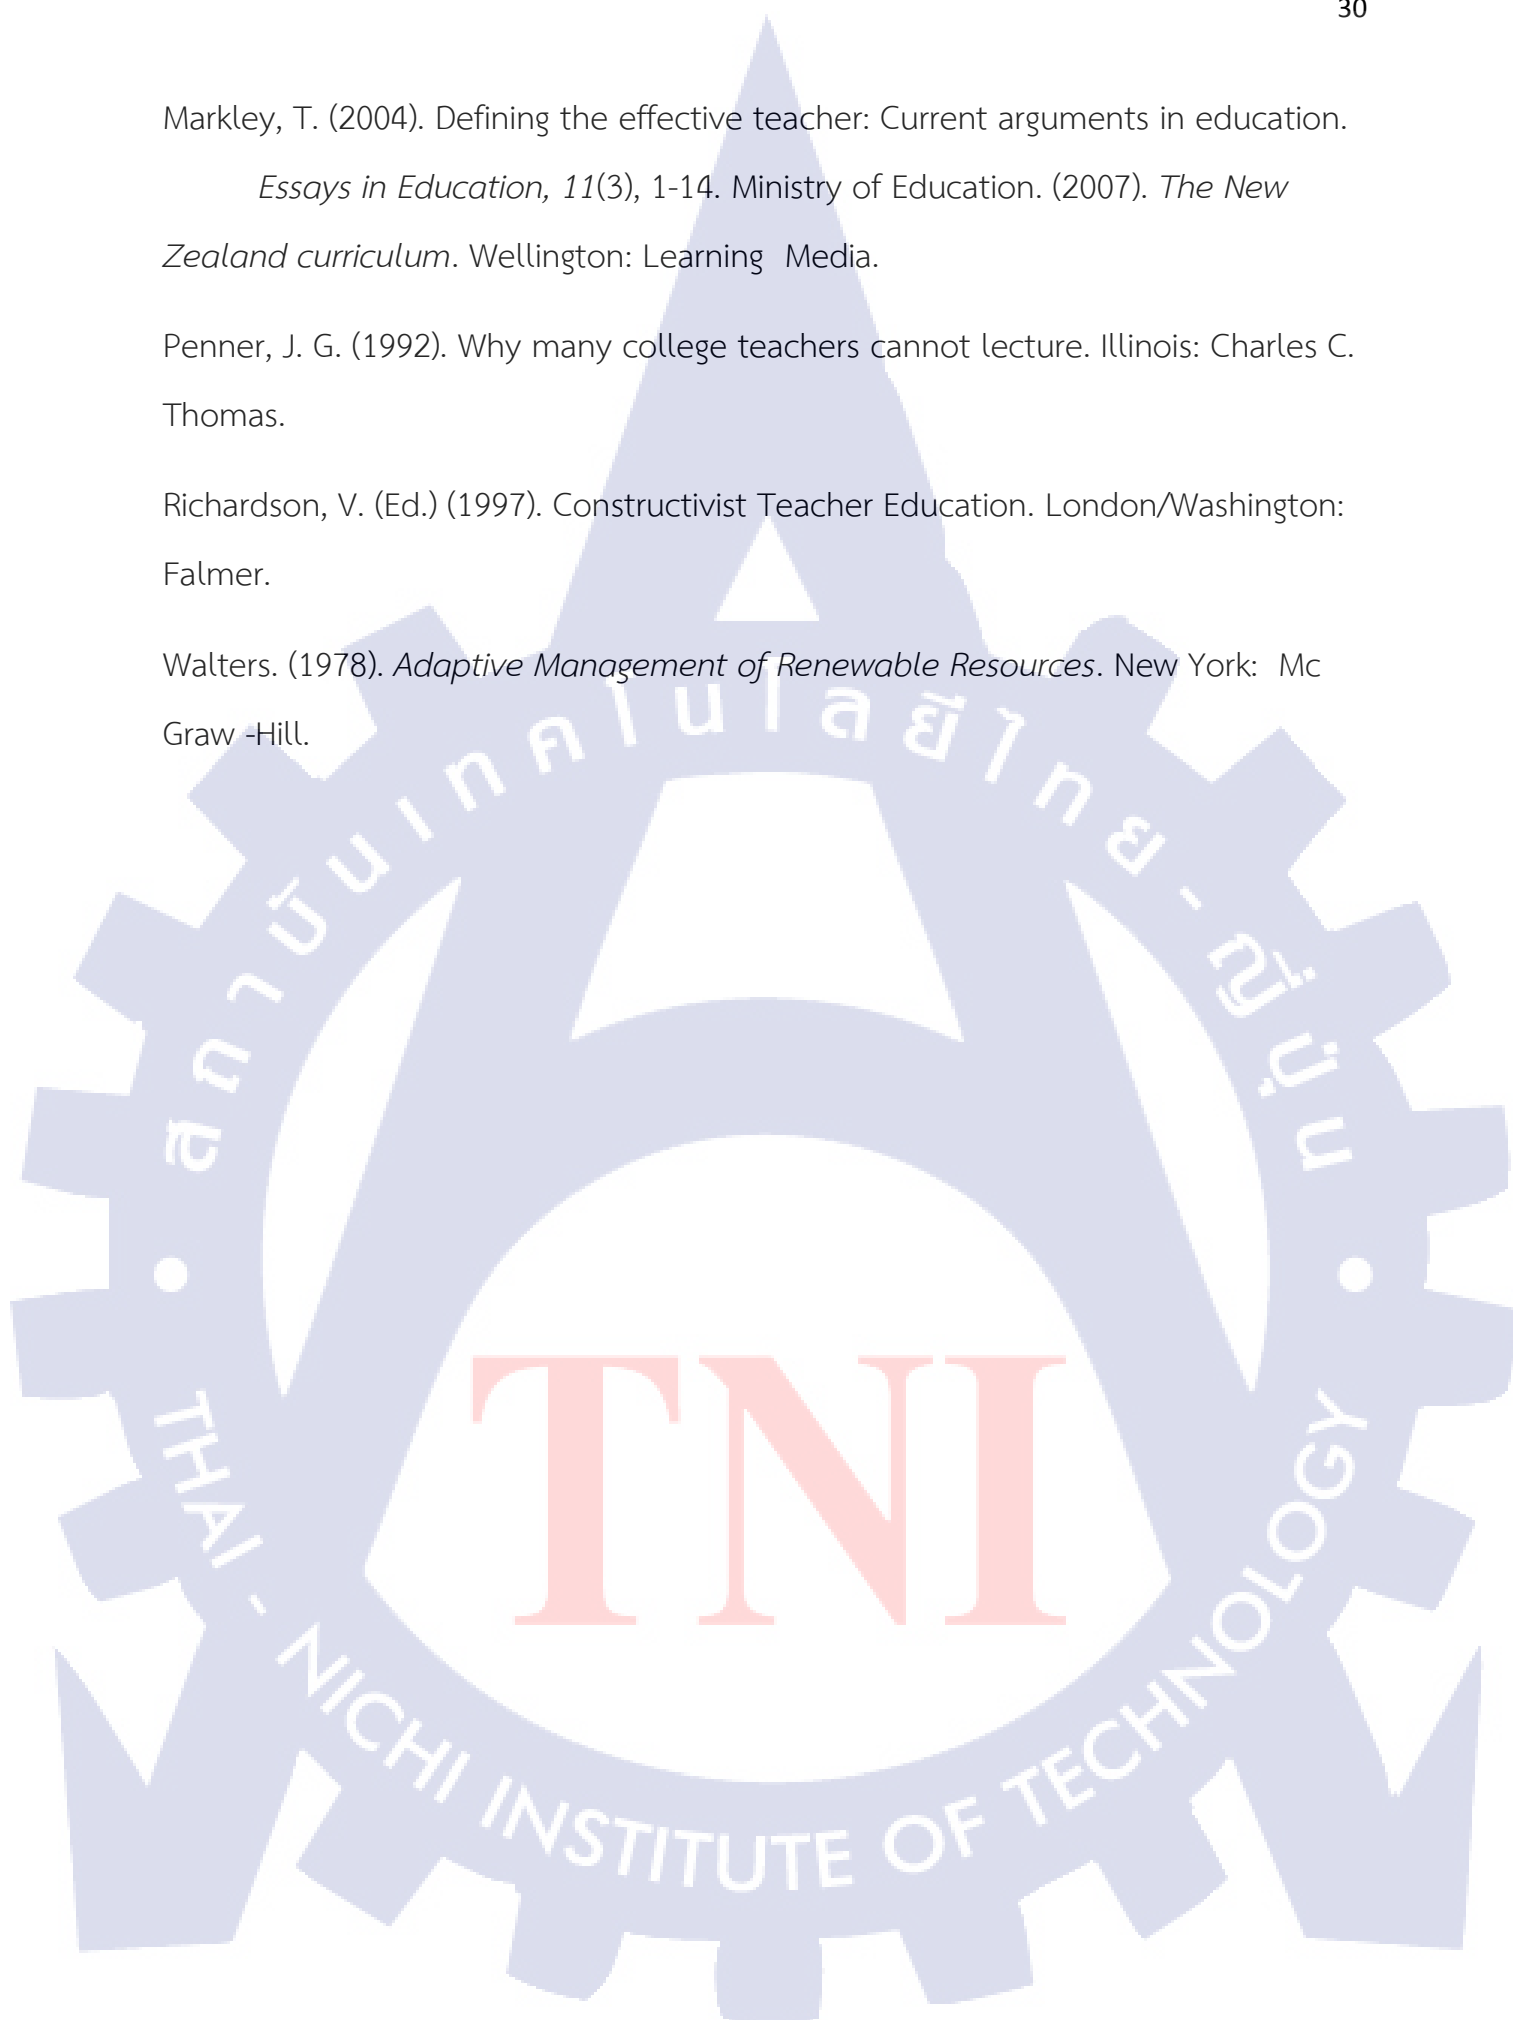 30
Markley, T. (2004). Defining the effective teacher: Current arguments in education.
Essays in Education, 11(3), 1-14. Ministry of Education. (2007). The New
Zealand curriculum. Wellington: Learning Media.
Penner, J. G. (1992). Why many college teachers cannot lecture. Illinois: Charles C.
Thomas.
Richardson, V. (Ed.) (1997). Constructivist Teacher Education. London/Washington:
Falmer.
Walters. (1978). Adaptive Management of Renewable Resources. New York: Mc
Graw -Hill.
สถาบันเทคโนโลยีไทย-ญี่ปุ่น
TNI
THAI - NICHI INSTITUTE OF TECHNOLOGY